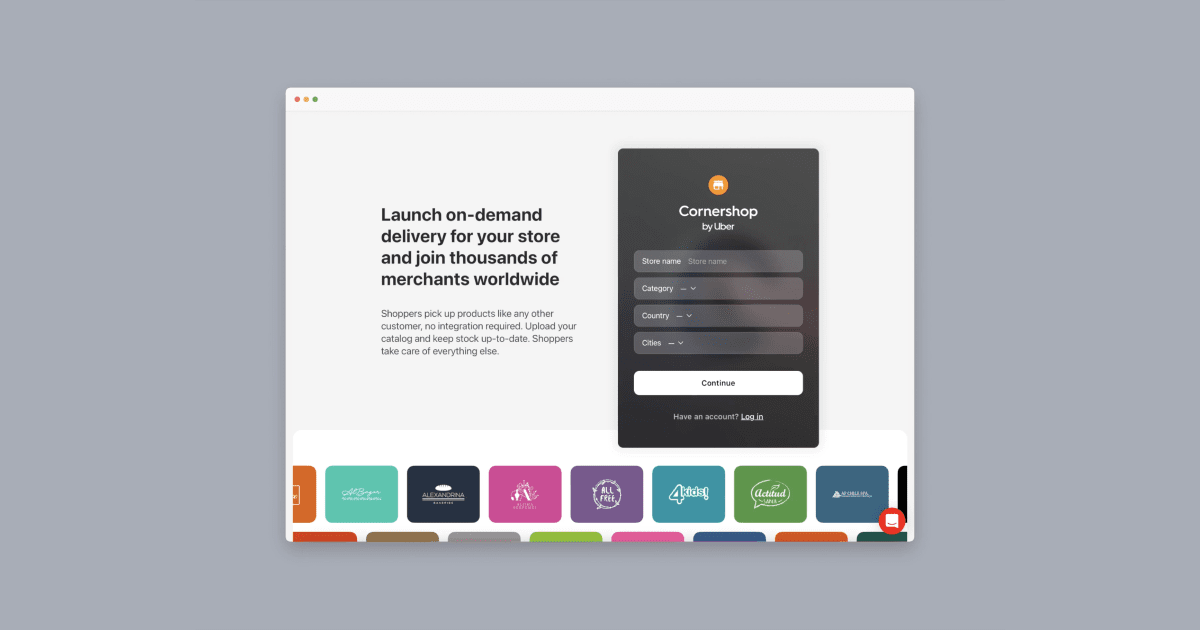 Launch on-demand
delivery for your store
and join thousands of
merchants worldwide
Shoppers pick up products like any other
customer, no integration required. Upload your
catalog and keep stock up-to-date. Shoppers
take care of everything else.
Cornershop
by Uber
Store name Store name
Category —
Country —
Cities —
Continue
Have an account? Log in
ALEXANDRINA
ALL
FREE
4kids!
Actitud